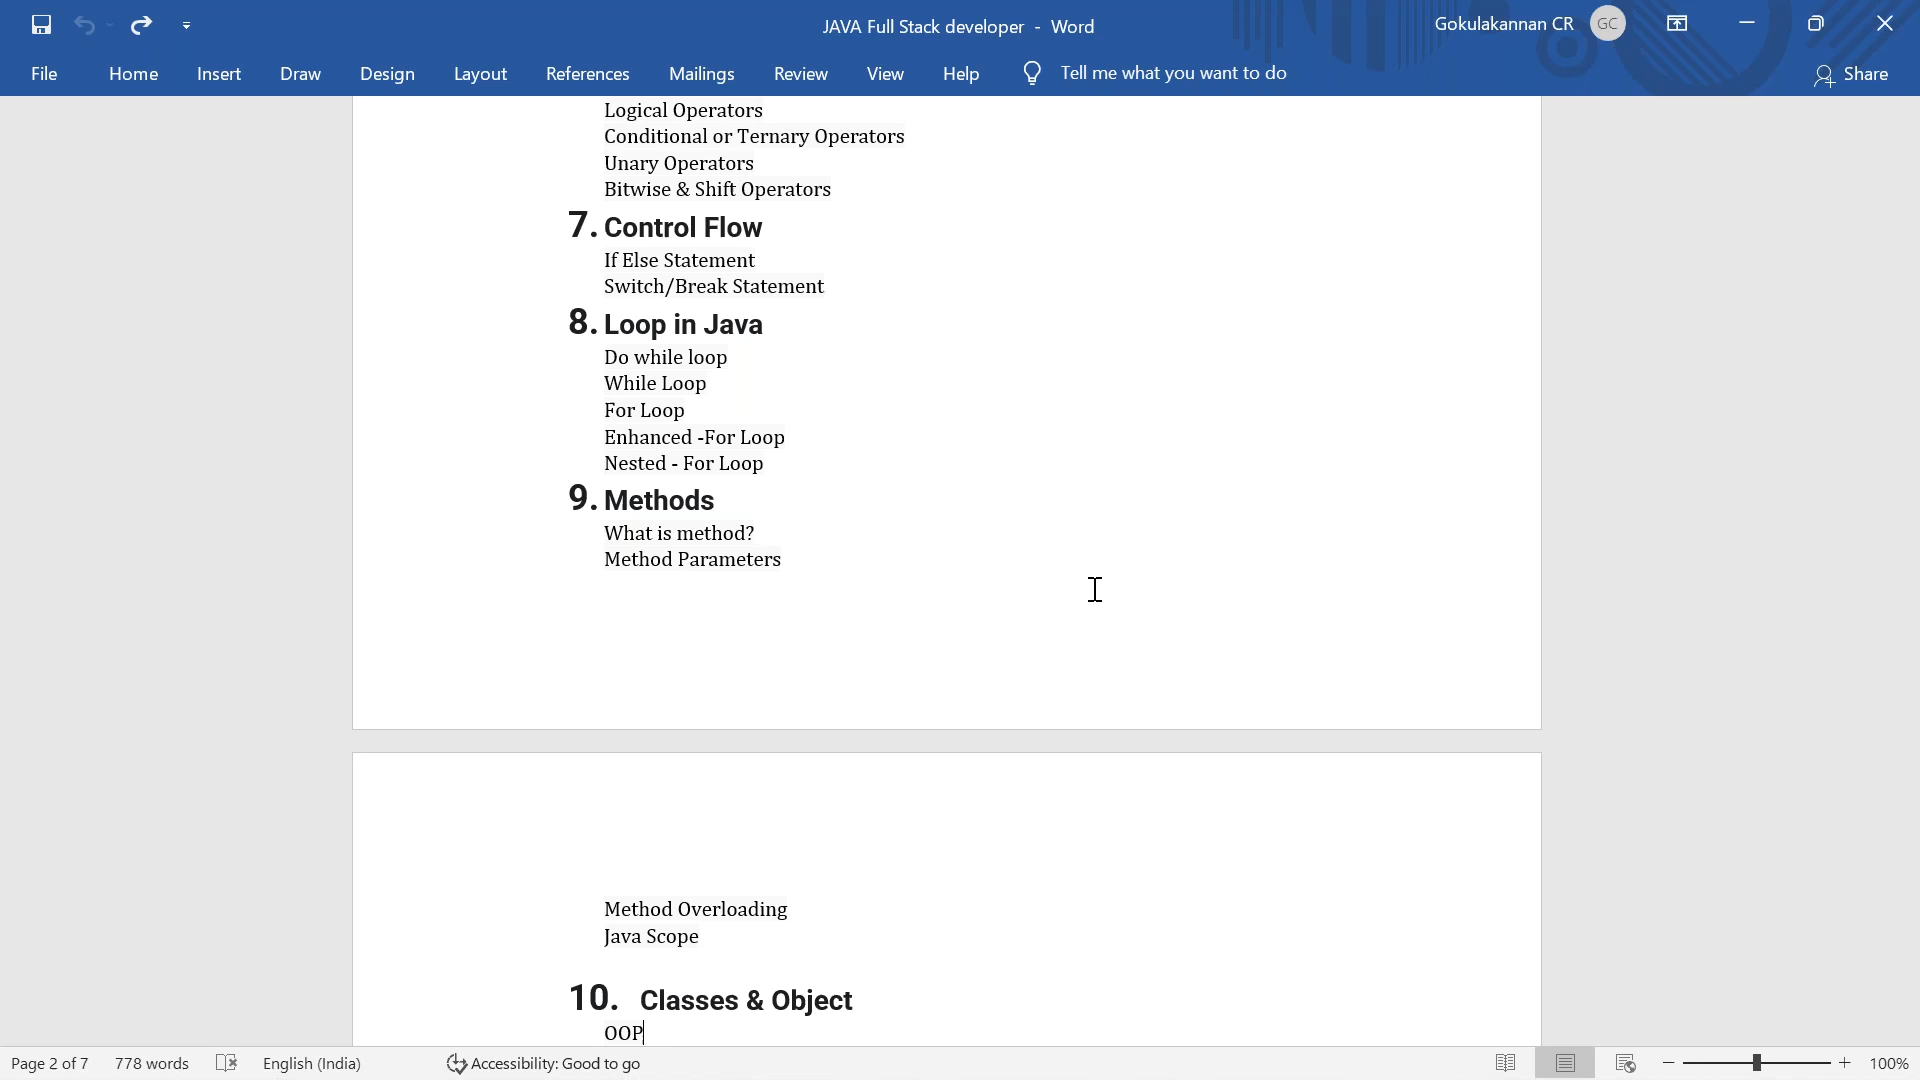 JAVA Full Stack developer - Word
Gokulakannan CR GC
File Home Insert Draw Design Layout References Mailings Review View Help Tell me what you want to do Share
Logical Operators
Conditional or Ternary Operators
Unary Operators
Bitwise & Shift Operators
7. Control Flow
If Else Statement
Switch/Break Statement
8. Loop in Java
Do while loop
While Loop
For Loop
Enhanced -For Loop
Nested - For Loop
9. Methods
What is method?
Method Parameters
Method Overloading
Java Scope
10. Classes & Object
OOP
Page 2 of 7 778 words English (India) Accessibility: Good to go 100%